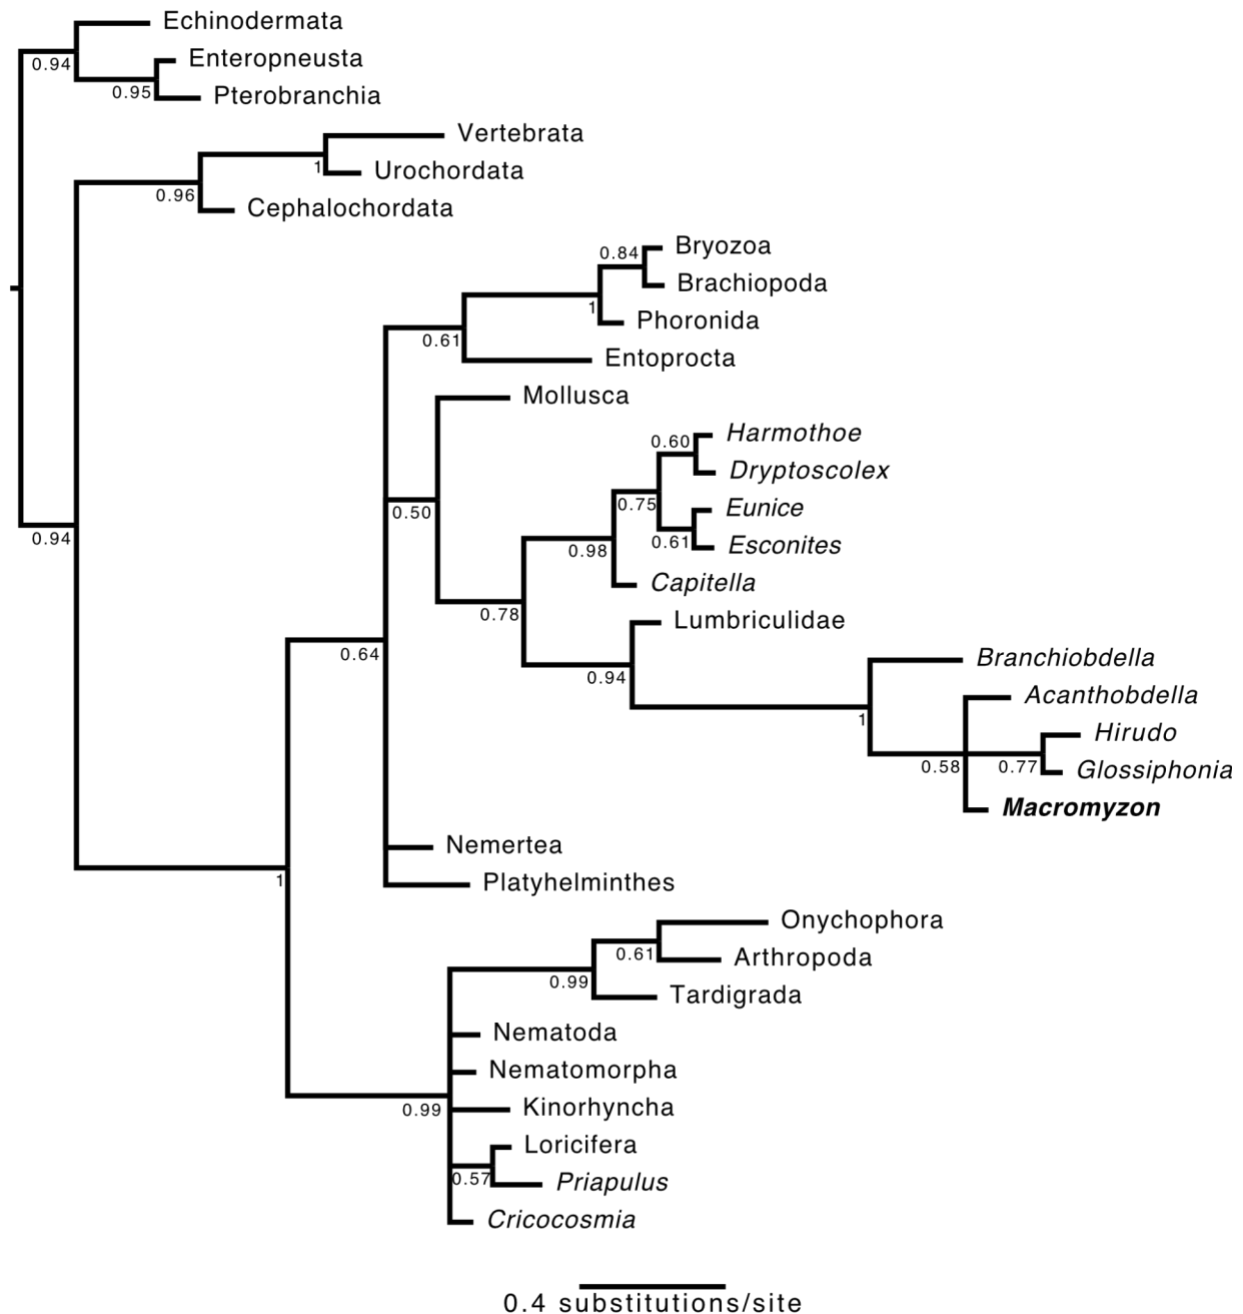 Echinodermata
0.94
Enteropneusta
0.95
Pterobranchia
Vertebrata
1
Urochordata
0.96
Cephalochordata
Bryozoa
0.84
Brachiopoda
1
Phoronida
0.61
Entoprocta
Mollusca
Harmothoe
0.60
Dryptoscolex
0.75
Eunice
0.50
0.61
Esconites
0.94
0.98
Capitella
0.78
Lumbriculidae
0.64
Branchiobdella
0.94
Acanthobdella
1
Hirudo
0.58
0.77
Glossiphonia
Macromyzon
Nemertea
1
Platyhelminthes
Onychophora
0.61
Arthropoda
0.99
Tardigrada
Nematoda
Nematomorpha
0.99
Kinorhyncha
Loricifera
0.57
Priapulus
Cricocosmia
0.4 substitutions/site